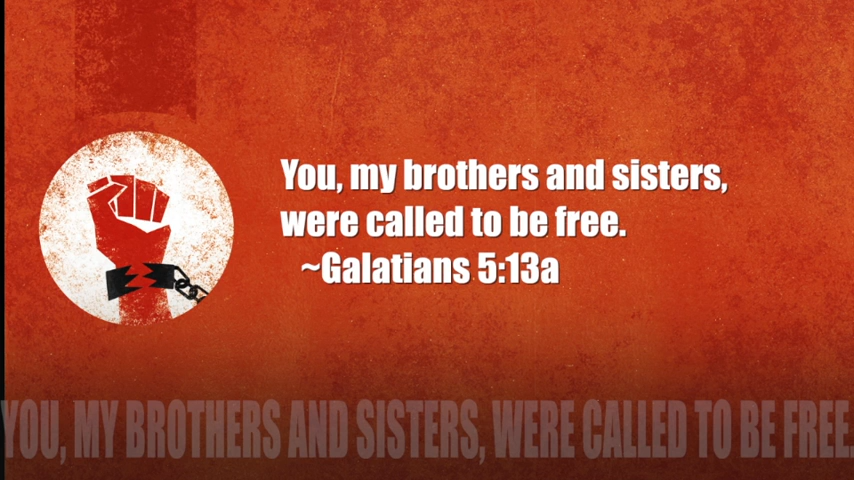 You, my brothers and sisters,
were called to be free.
~Galatians 5:13a
YOU, MY BROTHERS AND SISTERS, WERE CALLED TO BE FREE.